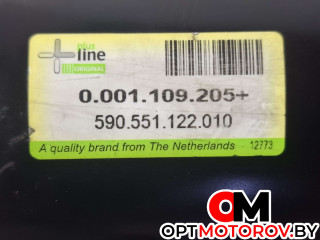 plus
line
ORIGINAL
0.001.109.205+
590.551.122.010
A quality brand from The Netherlands 12773
OPTMOTOROV.BY